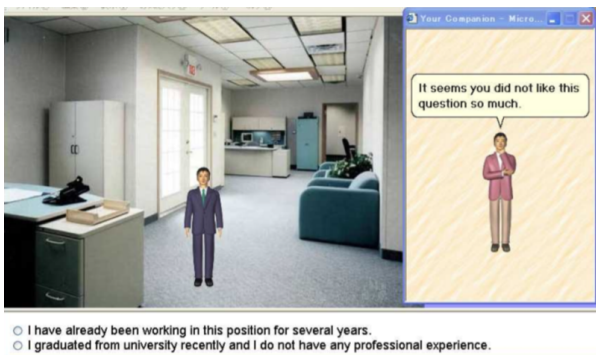 Your Companion - Micro...
It seems you did not like this
question so much.
I have already been working in this position for several years.
I graduated from university recently and I do not have any professional experience.